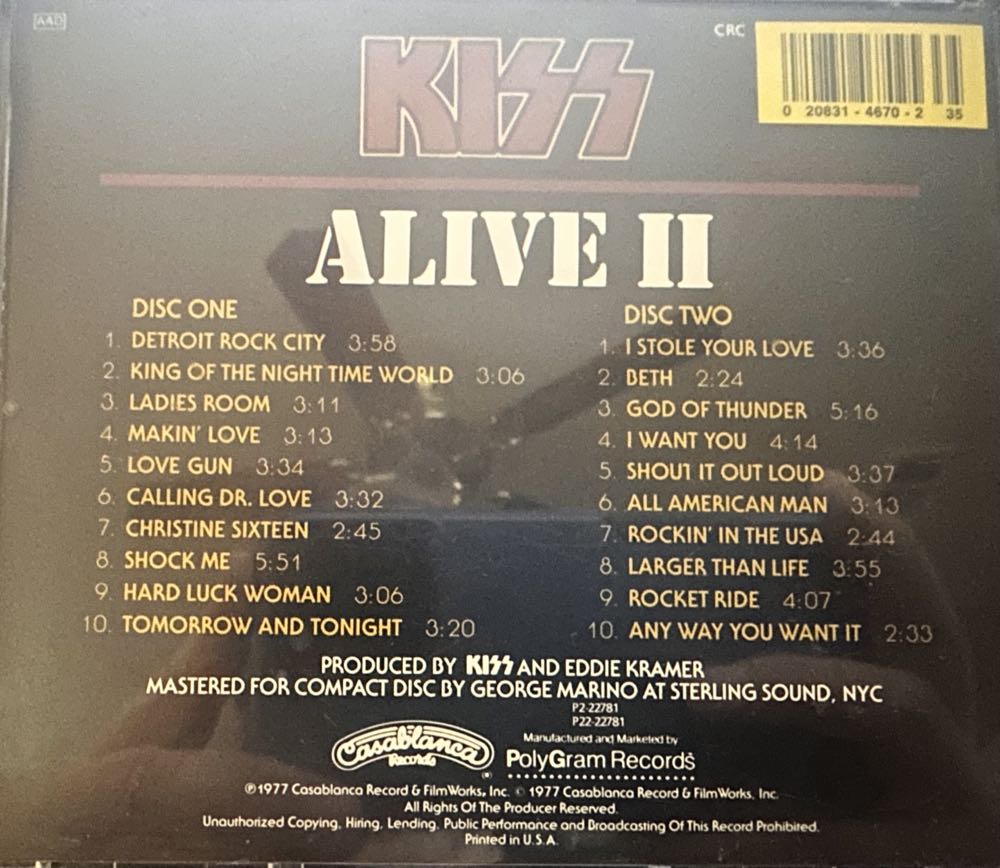 AAD
CRC
KISS
0 20831-4670-2 35
ALIVE II
DISC ONE
1. DETROIT ROCK CITY 3:58
2. KING OF THE NIGHT TIME WORLD 3:06
3. LADIES ROOM 3:11
4. MAKIN' LOVE 3:13
5. LOVE GUN 3:34
6. CALLING DR. LOVE 3:32
7. CHRISTINE SIXTEEN 2:45
8. SHOCK ME 5:51
9. HARD LUCK WOMAN 3:06
10. TOMORROW AND TONIGHT 3:20
DISC TWO
1. I STOLE YOUR LOVE 3:36
2. BETH 2:24
3. GOD OF THUNDER 5:16
4. I WANT YOU 4:14
5. SHOUT IT OUT LOUD 3:37
6. ALL AMERICAN MAN 3:13
7. ROCKIN' IN THE USA 2:44
8. LARGER THAN LIFE 3:55
9. ROCKET RIDE 4:07
10. ANY WAY YOU WANT IT 2:33
PRODUCED BY KISS AND EDDIE KRAMER
MASTERED FOR COMPACT DISC BY GEORGE MARINO AT STERLING SOUND, NYC
P2-22781
P22-22781
Casablanca
Records
®
Manufactured and Marketed by
PolyGram Records
℗1977 Casablanca Record & FilmWorks, Inc. © 1977 Casablanca Record & FilmWorks, Inc.
All Rights Of The Producer Reserved.
Unauthorized Copying, Hiring, Lending, Public Performance and Broadcasting Of This Record Prohibited.
Printed in U.S.A.